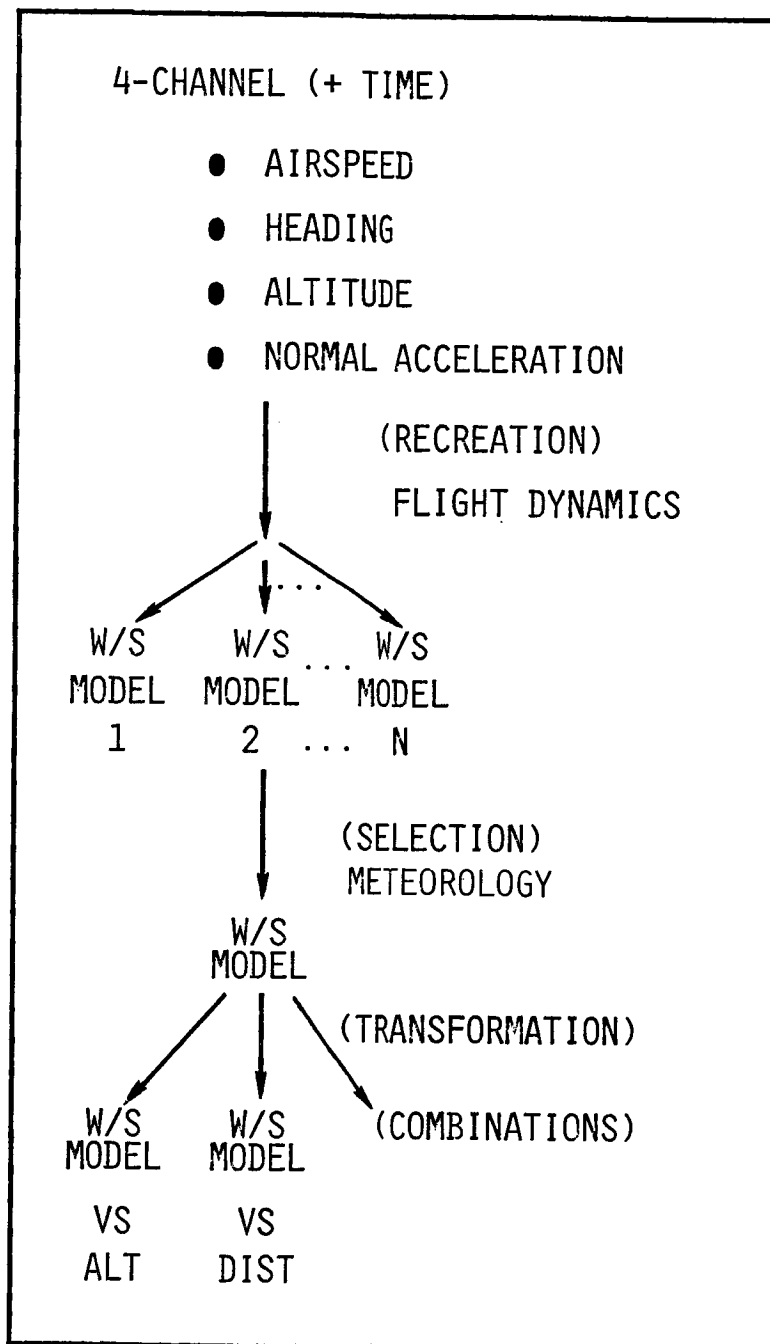 4-CHANNEL (+ TIME)
● AIRSPEED
● HEADING
● ALTITUDE
● NORMAL ACCELERATION
(RECREATION)
FLIGHT DYNAMICS
...
W/S W/S ... W/S
MODEL MODEL MODEL
1 2 ... N
(SELECTION)
METEOROLOGY
W/S
MODEL
(TRANSFORMATION)
W/S W/S (COMBINATIONS)
MODEL MODEL
VS VS
ALT DIST